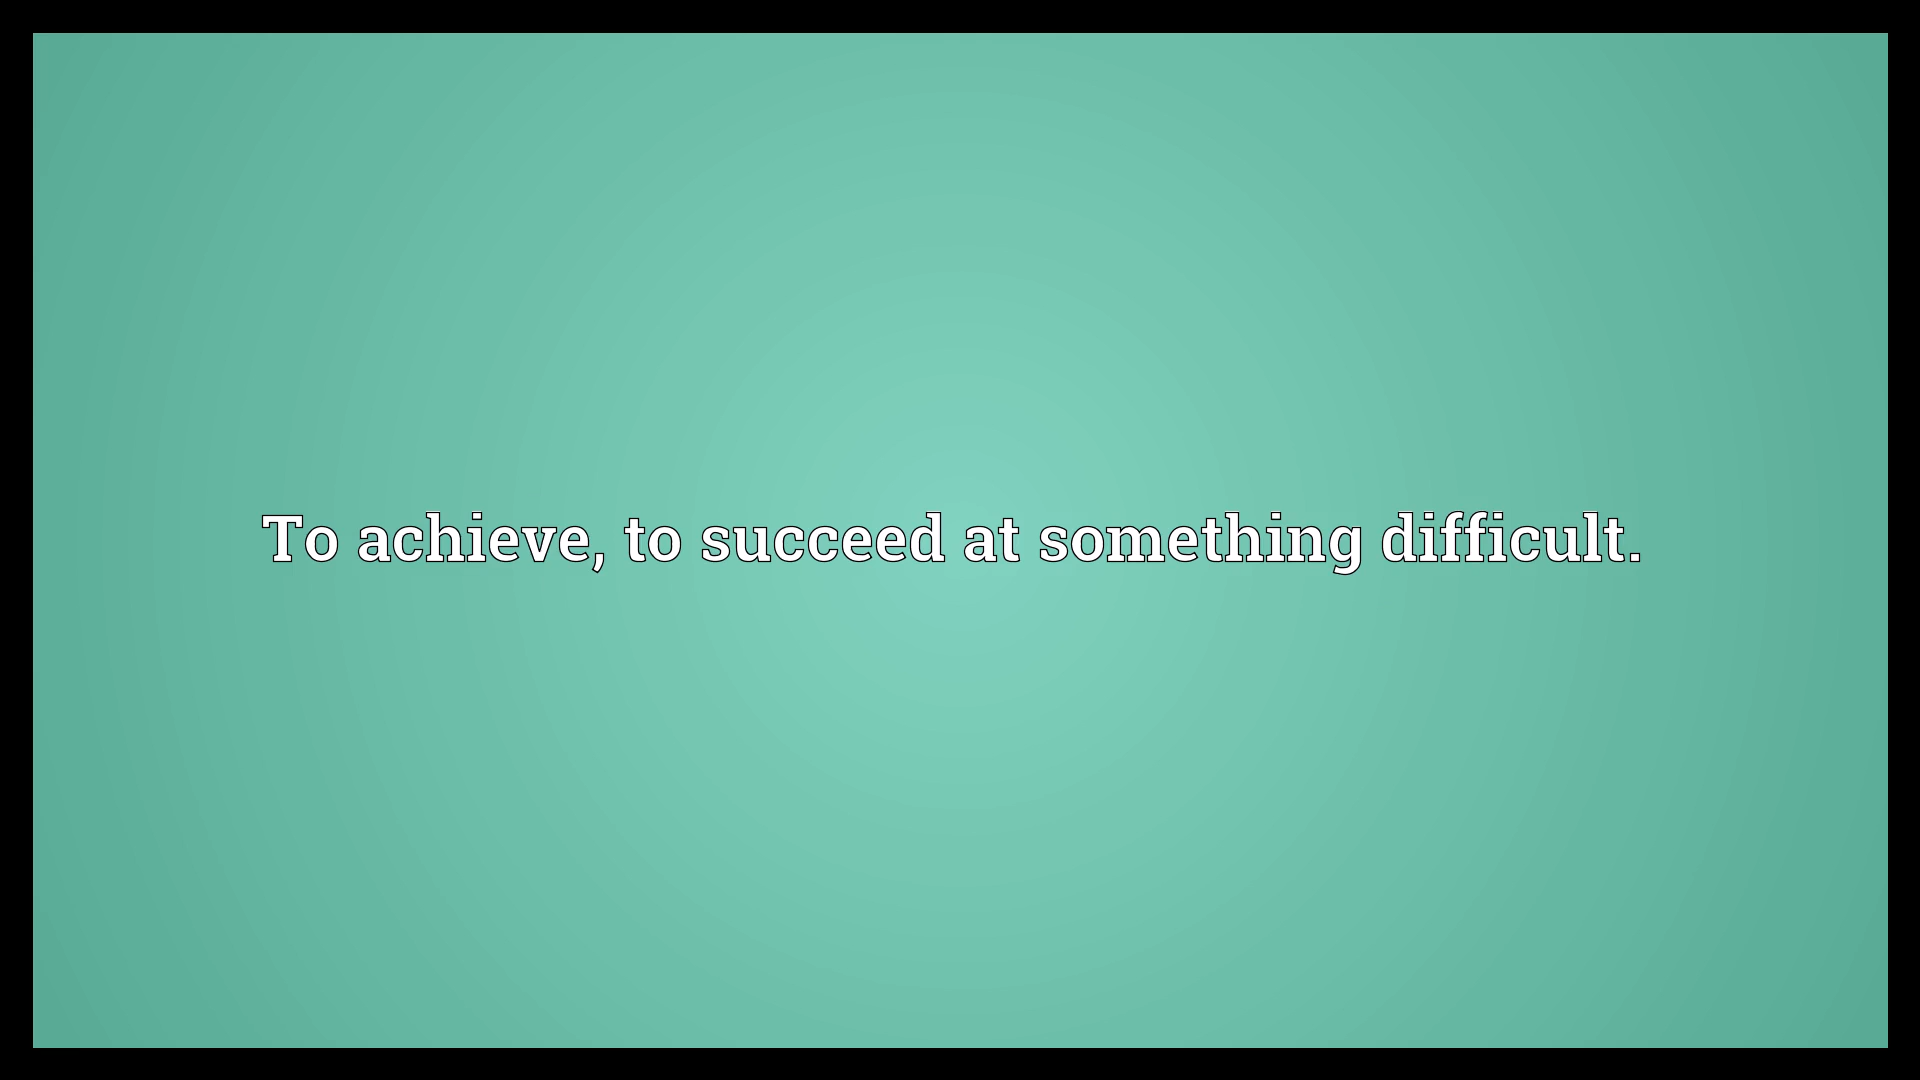 To achieve, to succeed at something difficult.